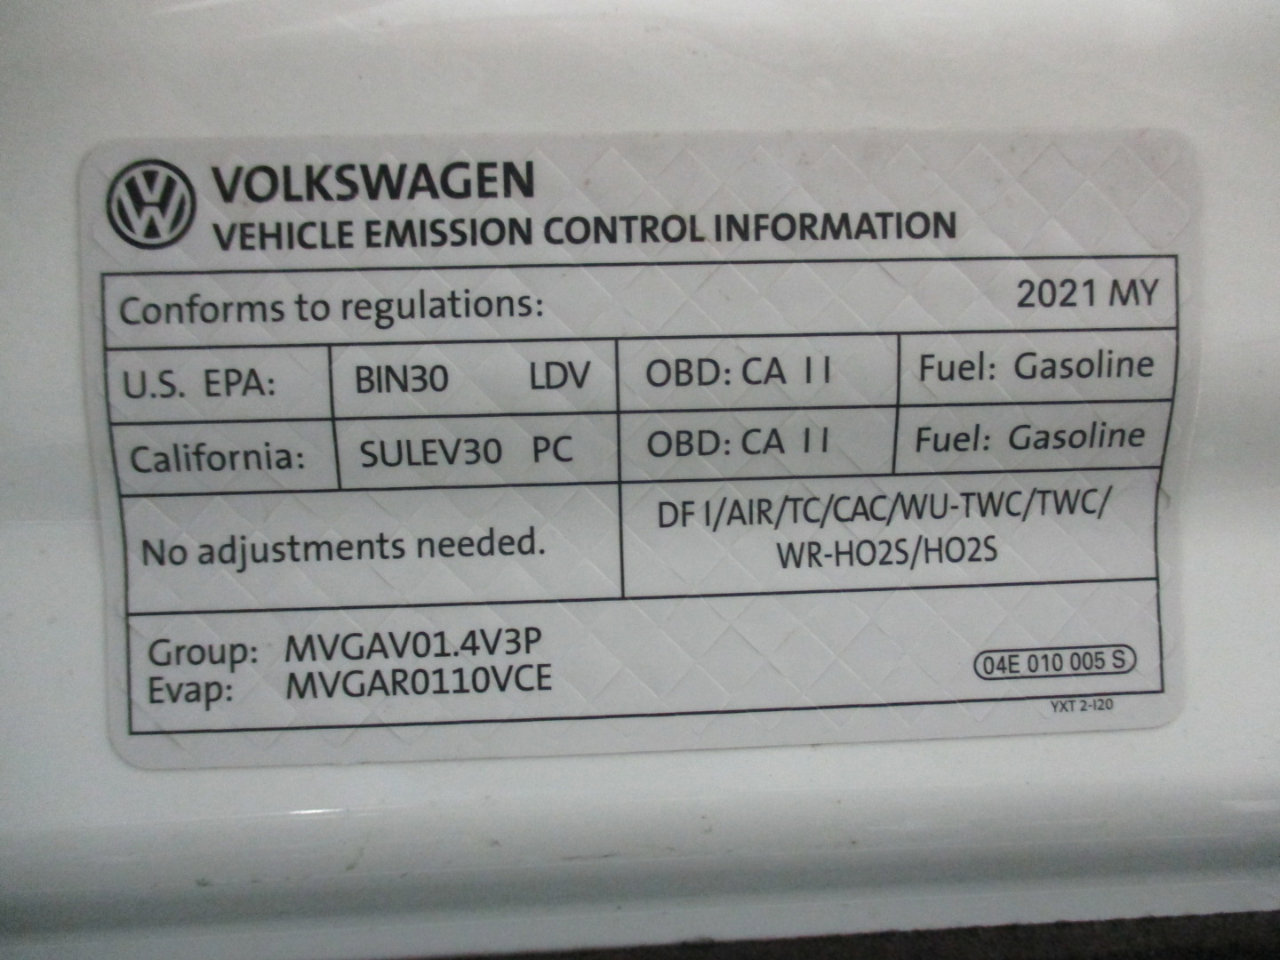 VOLKSWAGEN
VEHICLE EMISSION CONTROL INFORMATION
Conforms to regulations: 2021 MY
U.S. EPA: BIN30 LDV OBD: CA II Fuel: Gasoline
California: SULEV30 PC OBD: CA II Fuel: Gasoline
No adjustments needed.
DFI/AIR/TC/CAC/WU-TWC/TWC/
WR-HO2S/HO2S
Group: MVGAV01.4V3P
Evap: MVGAR0110VCE
04E 010 005 S
YXT 2-I20